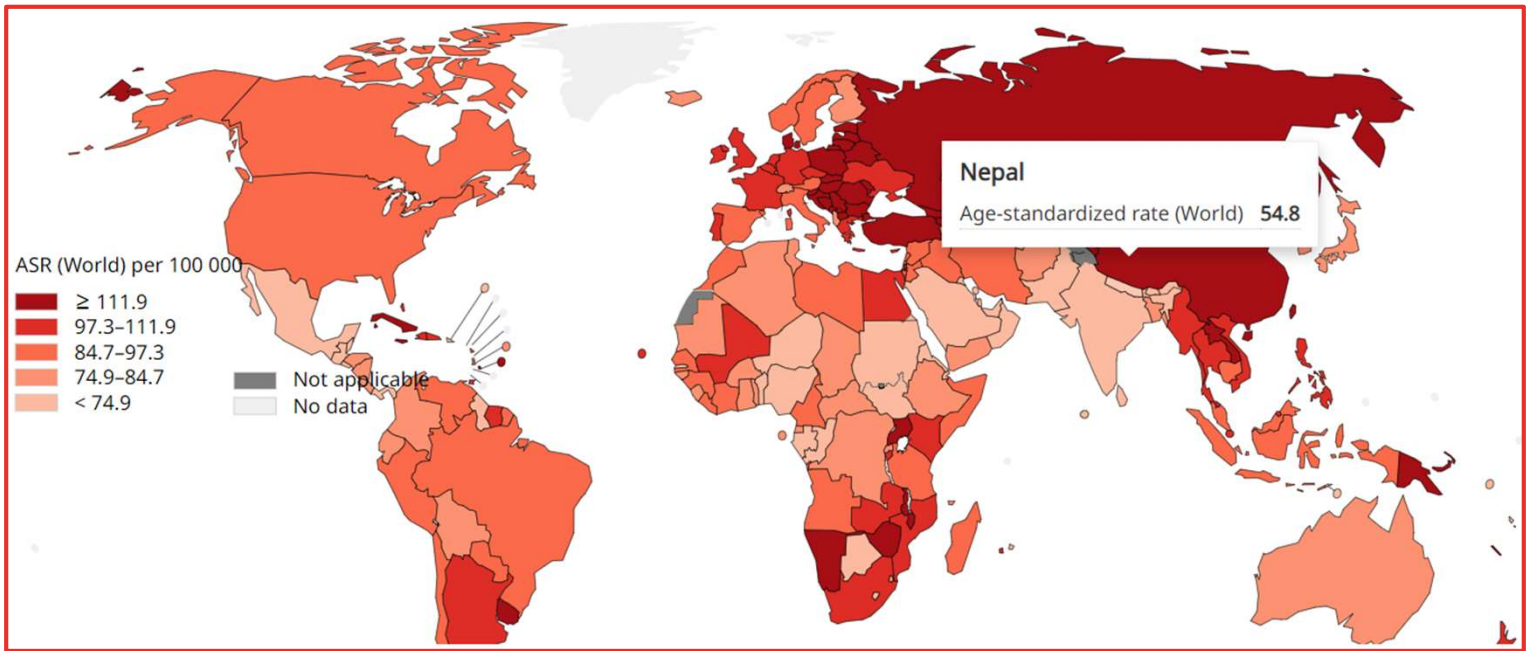 Nepal
Age-standardized rate (World) 54.8
ASR (World) per 100 000
≥ 111.9
97.3–111.9
84.7–97.3
74.9–84.7
< 74.9
Not applicable
No data